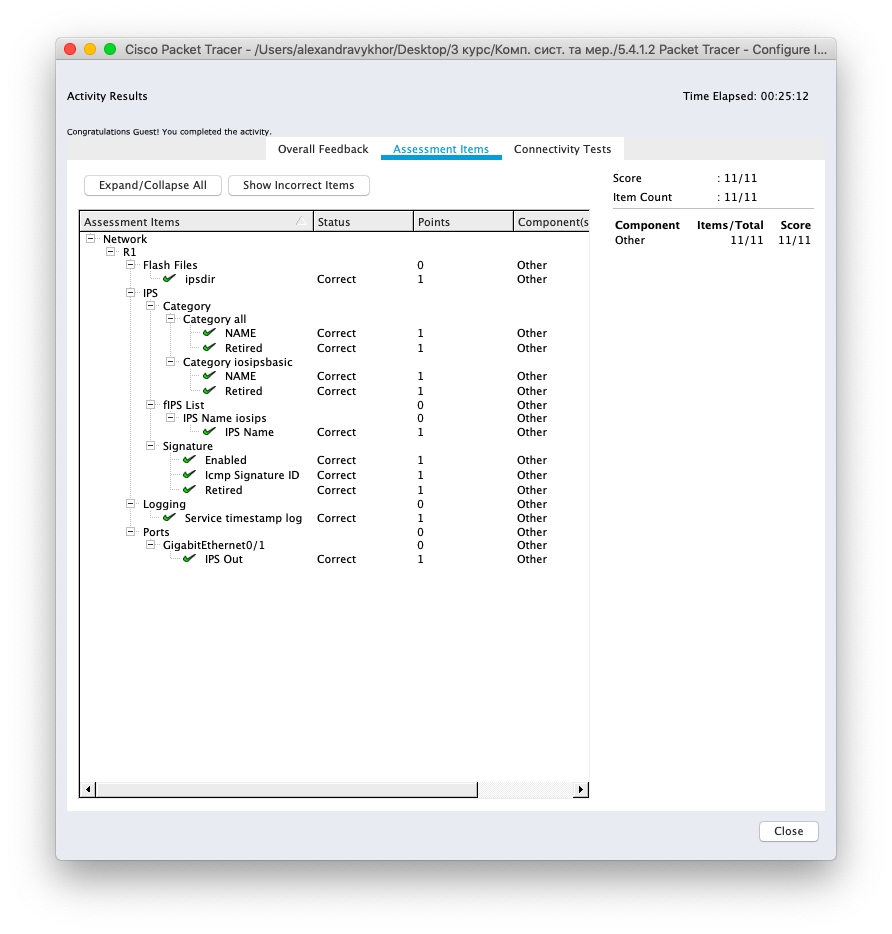 Cisco Packet Tracer - /Users/alexandravykhor/Desktop/3 курс/Комп. сист. та мер./5.4.1.2 Packet Tracer - Configure I...
Activity Results
Time Elapsed: 00:25:12
Congratulations Guest! You completed the activity.
Overall Feedback Assessment Items Connectivity Tests
Expand/Collapse All Show Incorrect Items
Score : 11/11
Item Count : 11/11
Component Items/Total Score
Other 11/11 11/11
Assessment Items Status Points Component(s
Network
R1
Flash Files 0 Other
ipsdir Correct 1 Other
IPS
Category
Category all
NAME Correct 1 Other
Retired Correct 1 Other
Category iosipsbasic
NAME Correct 1 Other
Retired Correct 1 Other
fIPS List 0 Other
IPS Name iosips 0 Other
IPS Name Correct 1 Other
Signature
Enabled Correct 1 Other
Icmp Signature ID Correct 1 Other
Retired Correct 1 Other
Logging 0 Other
Service timestamp log Correct 1 Other
Ports 0 Other
GigabitEthernet0/1 0 Other
IPS Out Correct 1 Other
Close